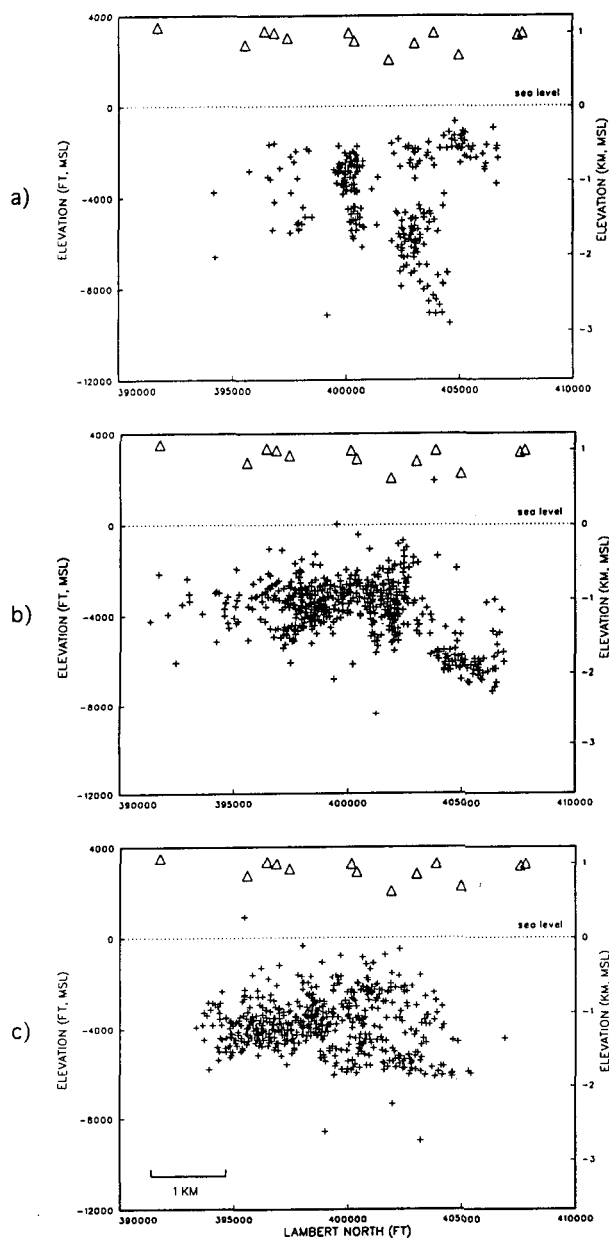 4000
0
-4000
-8000
-12000
ELEVATION (FT, MSL)
a)
sea level
1
0
-1
-2
-3
ELEVATION (KM, MSL)
390000 395000 400000 405000 410000
4000
0
-4000
-8000
-12000
ELEVATION (FT, MSL)
b)
sea level
1
0
-1
-2
-3
ELEVATION (KM, MSL)
390000 395000 400000 405000 410000
4000
0
-4000
-8000
-12000
ELEVATION (FT, MSL)
c)
sea level
1
0
-1
-2
-3
ELEVATION (KM, MSL)
1 KM
390000 395000 400000 405000 410000
LAMBERT NORTH (FT)